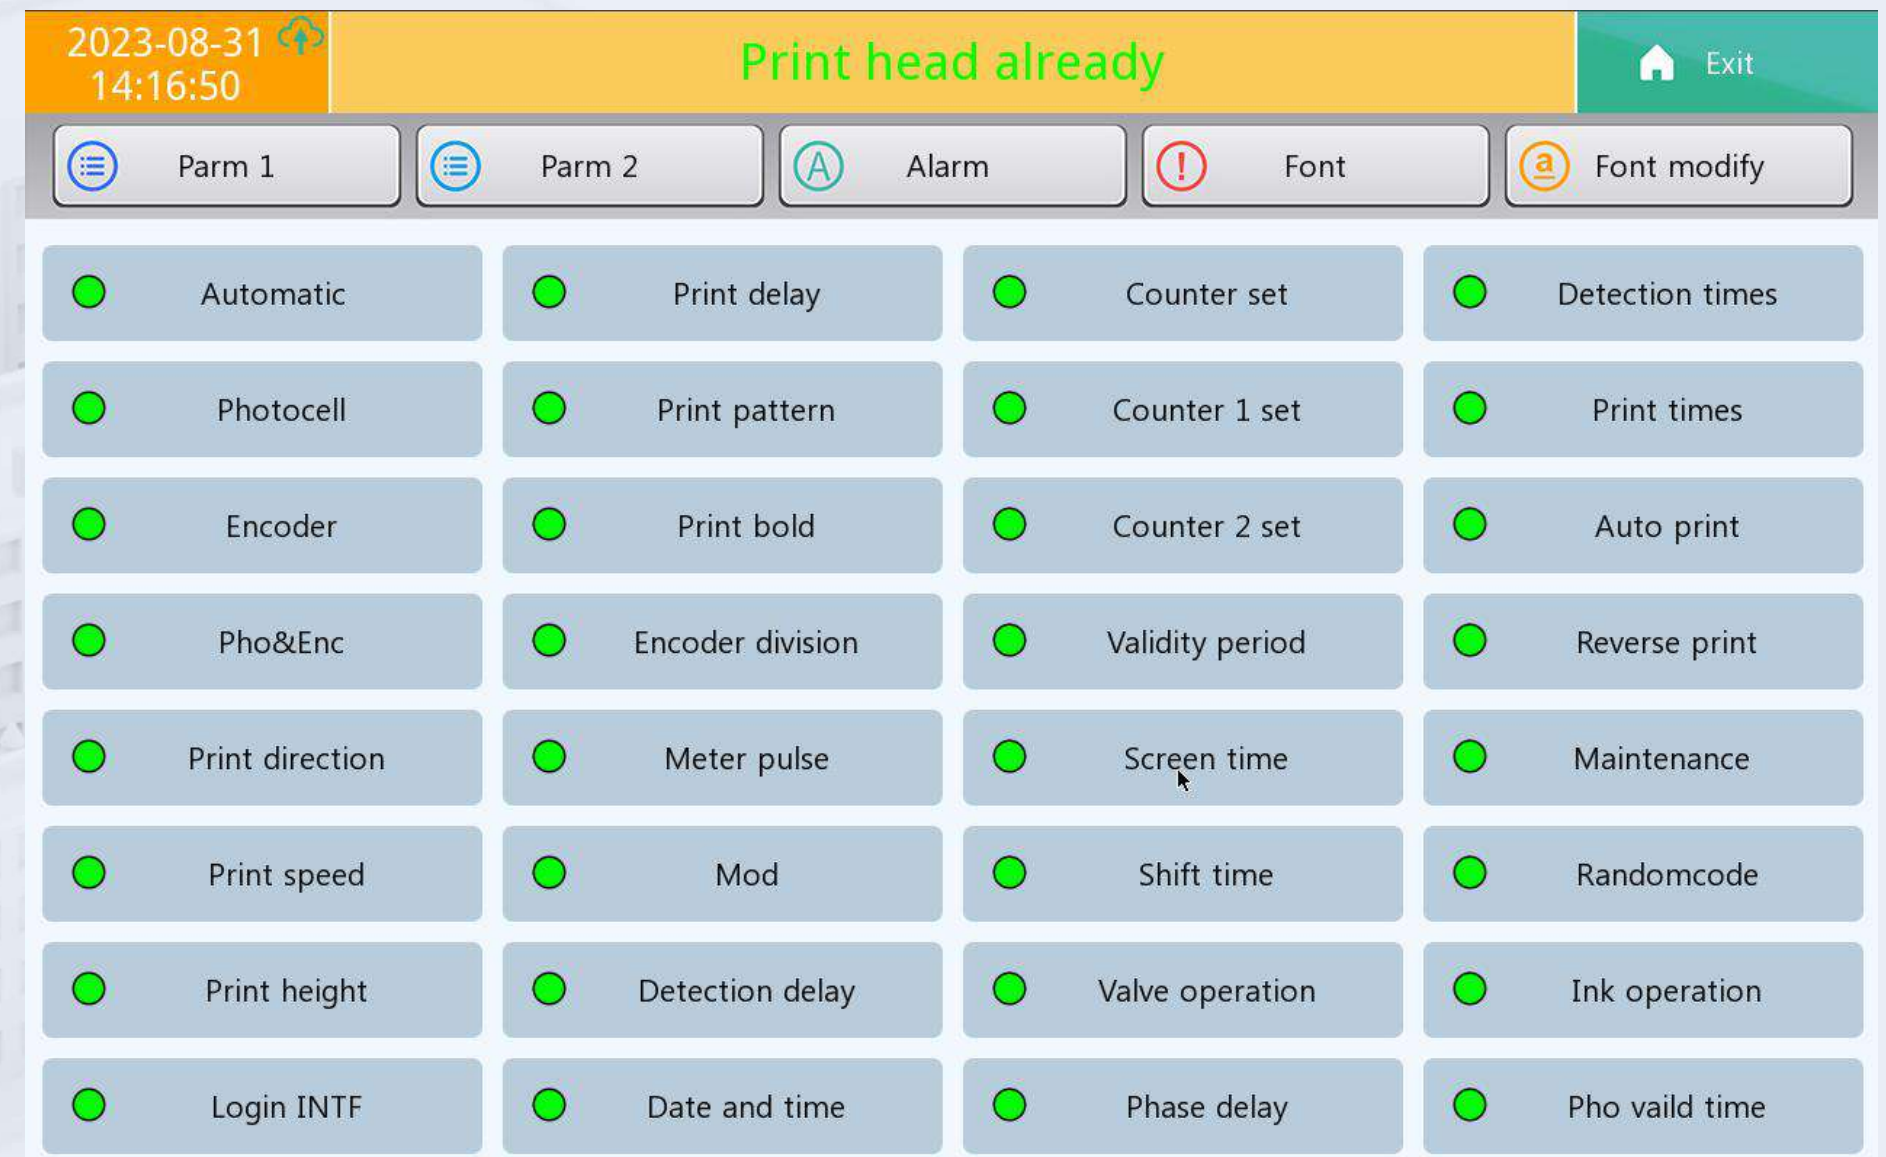 2023-08-31
14:16:50
Print head already
Exit
Parm 1
Parm 2
A
Alarm
!
Font
a
Font modify
Automatic
Print delay
Counter set
Detection times
Photocell
Print pattern
Counter 1 set
Print times
Encoder
Print bold
Counter 2 set
Auto print
Pho&Enc
Encoder division
Validity period
Reverse print
Print direction
Meter pulse
Screen time
Maintenance
Print speed
Mod
Shift time
Randomcode
Print height
Detection delay
Valve operation
Ink operation
Login INTF
Date and time
Phase delay
Pho vaild time